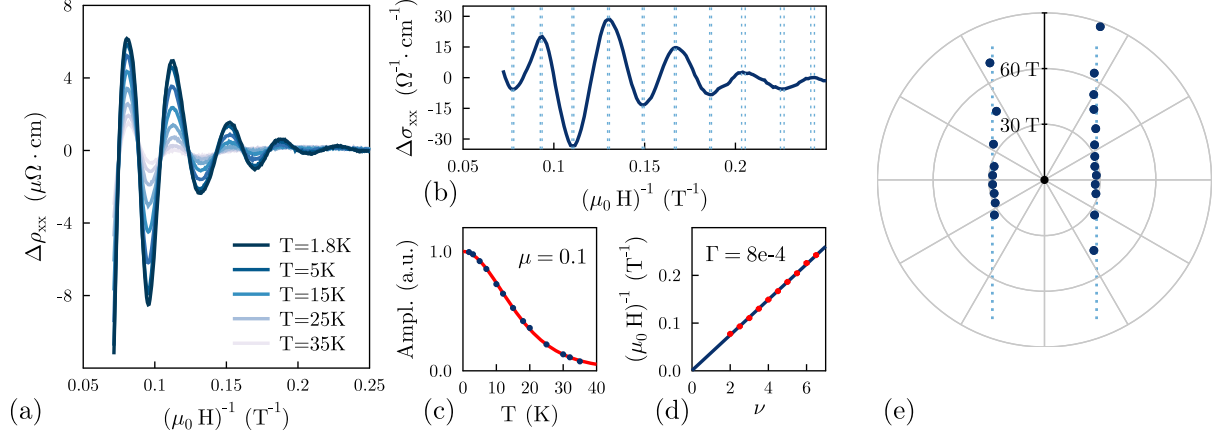 6
4
0
-4
-8
Δρxx (μΩ · cm)
T=1.8K
T=5K
T=15K
T=25K
T=35K
0.05 0.1 0.15 0.2 0.25
(μ₀ H)⁻¹ (T⁻¹)
(a)
30
15
0
-15
-30
Δσxx (Ω⁻¹ · cm⁻¹)
0.05 0.1 0.15 0.2
(μ₀ H)⁻¹ (T⁻¹)
(b)
1.0
0.5
0.0
Ampl. (a.u.)
μ = 0.1
0 10 20 30 40
T (K)
(c)
0.2
0.1
0.0
(μ₀ H)⁻¹ (T⁻¹)
Γ = 8e-4
0 2 4 6
ν
(d)
60 T
30 T
(e)